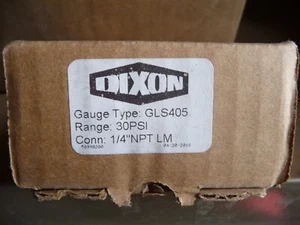 DIXON
Gauge Type: GLS405
Range: 30PSI
Conn: 1/4"NPT LM